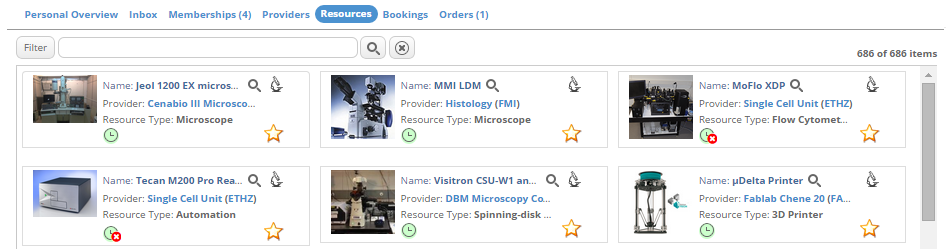 Personal Overview Inbox Memberships (4) Providers Resources Bookings Orders (1)
Filter
686 of 686 items
Name: Jeol 1200 EX micros...
Provider: Cenabio III Microsco...
Resource Type: Microscope
Name: MMI LDM
Provider: Histology (FMI)
Resource Type: Microscope
Name: MoFlo XDP
Provider: Single Cell Unit (ETHZ)
Resource Type: Flow Cytomet...
Name: Tecan M200 Pro Rea...
Provider: Single Cell Unit (ETHZ)
Resource Type: Automation
Name: Visitron CSU-W1 an...
Provider: DBM Microscopy Co...
Resource Type: Spinning-disk ...
Name: µDelta Printer
Provider: Fablab Chene 20 (FA...
Resource Type: 3D Printer